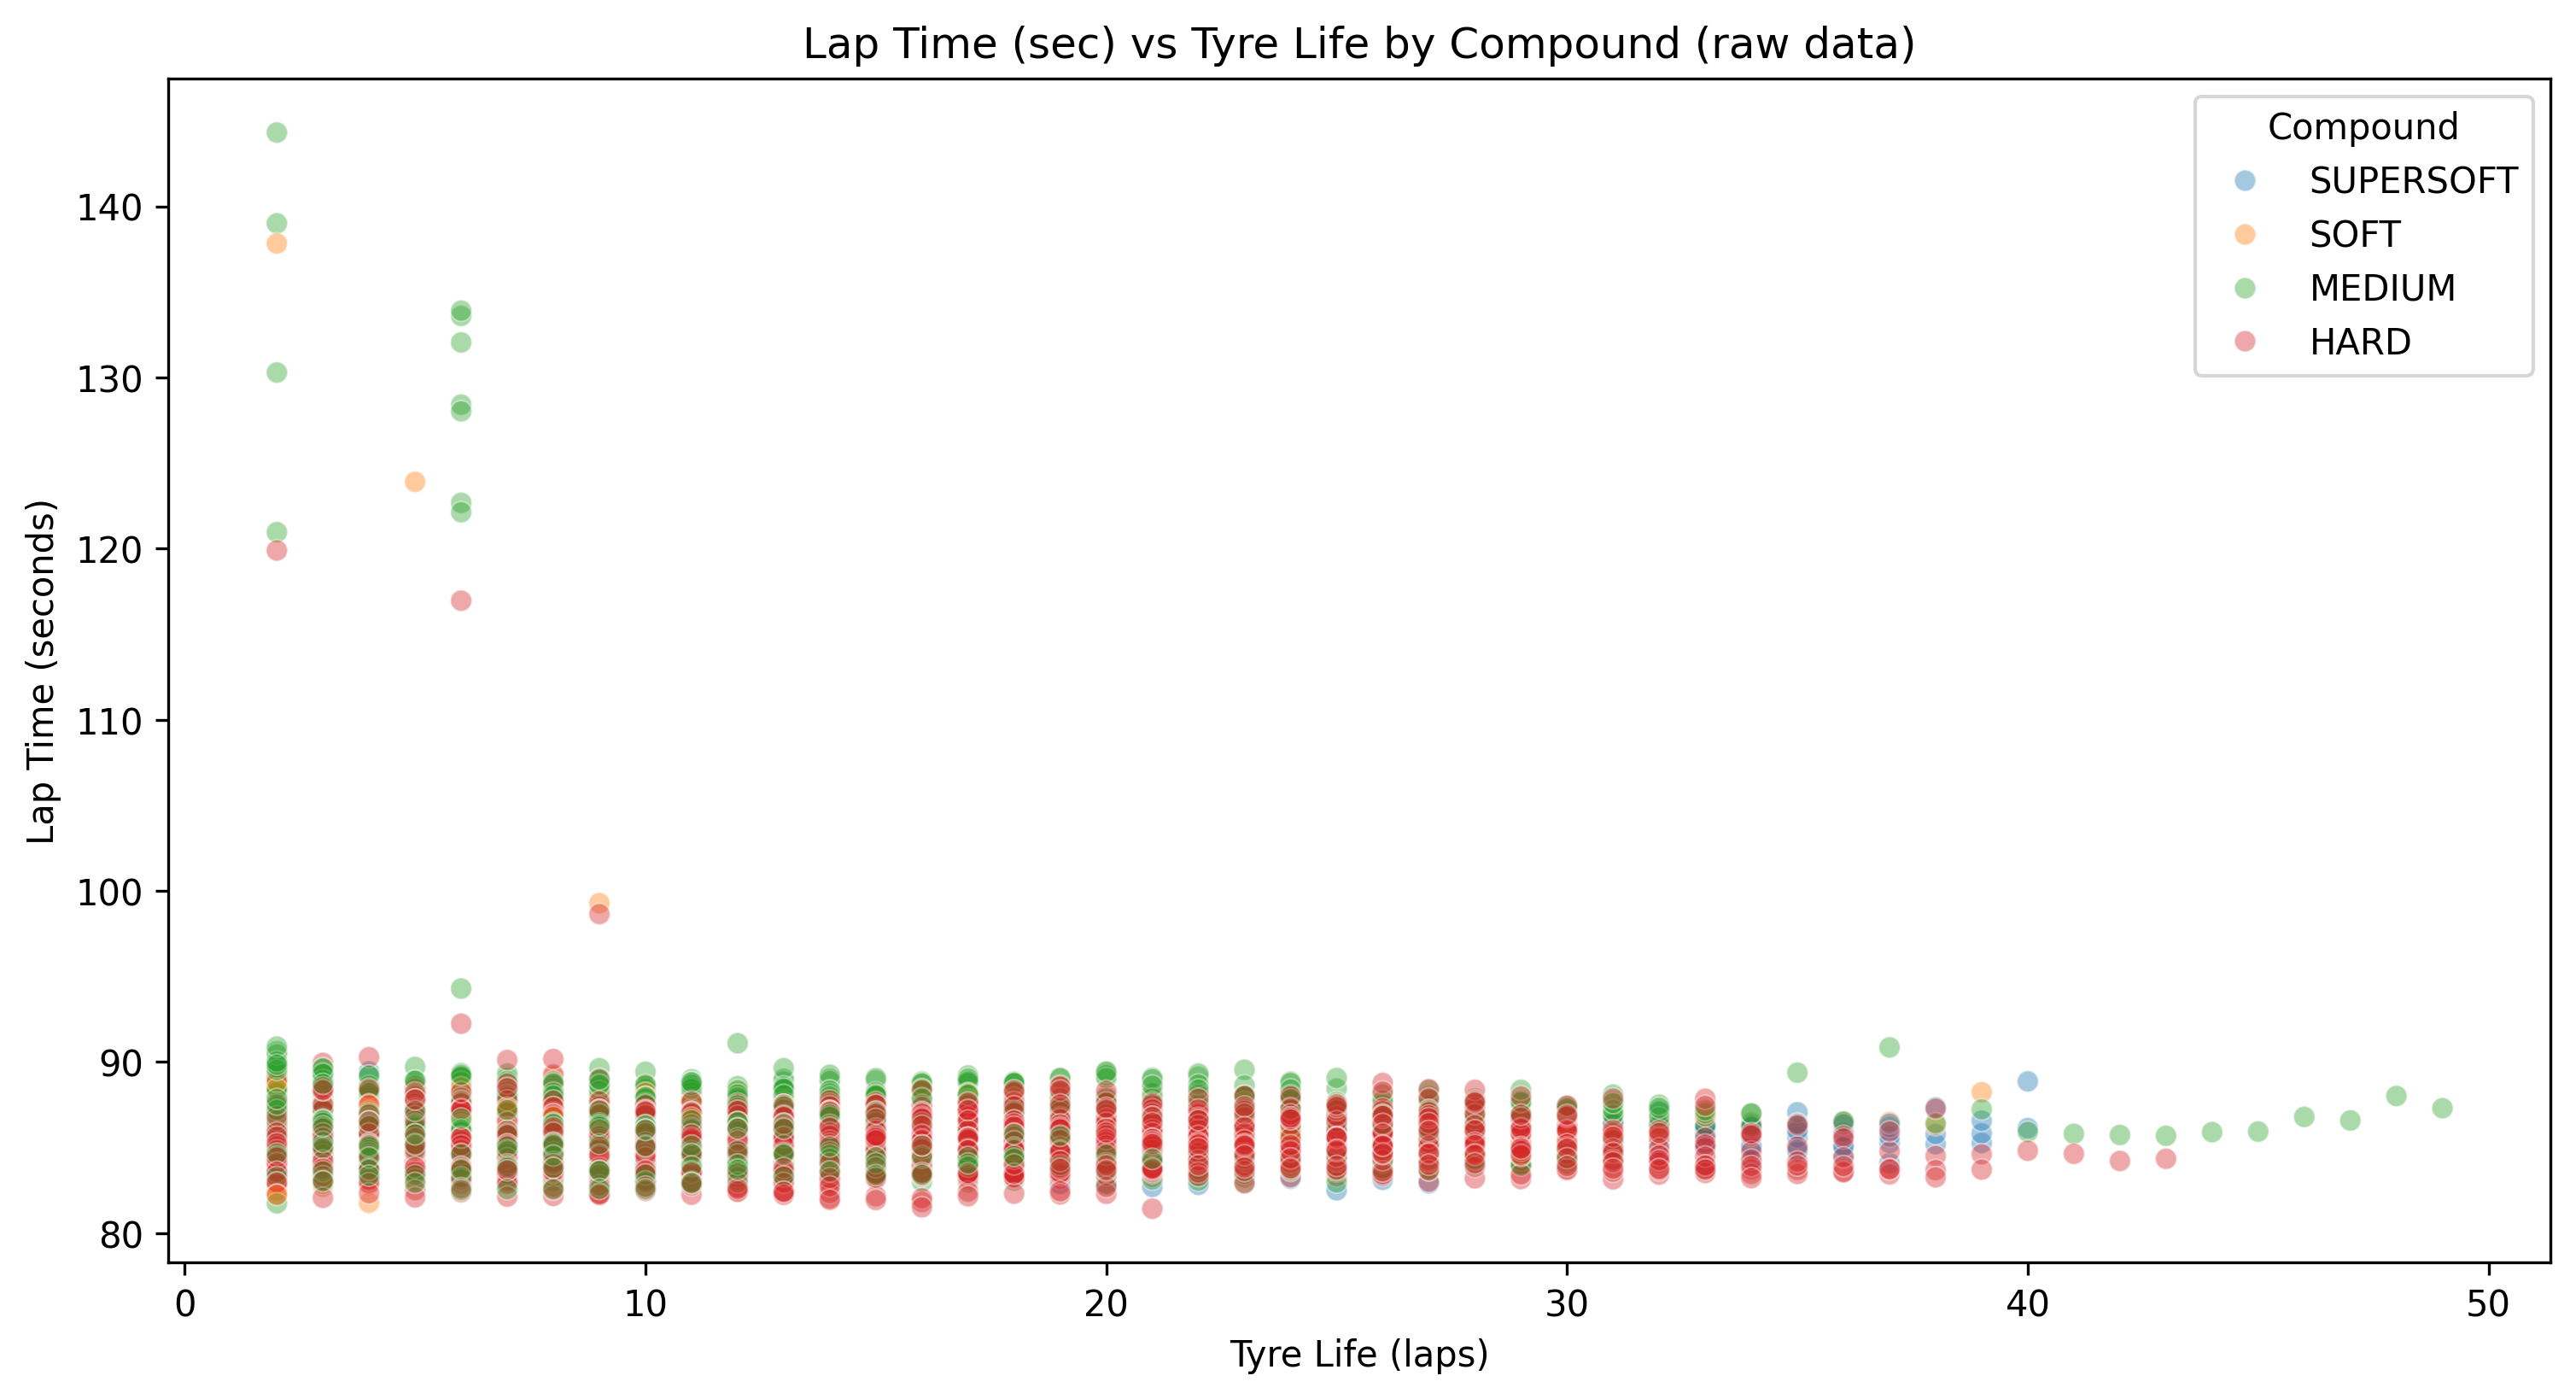 Lap Time (sec) vs Tyre Life by Compound (raw data)
Compound
SUPERSOFT
SOFT
MEDIUM
HARD
Lap Time (seconds)
140
130
120
110
100
90
80
0 10 20 30 40 50
Tyre Life (laps)